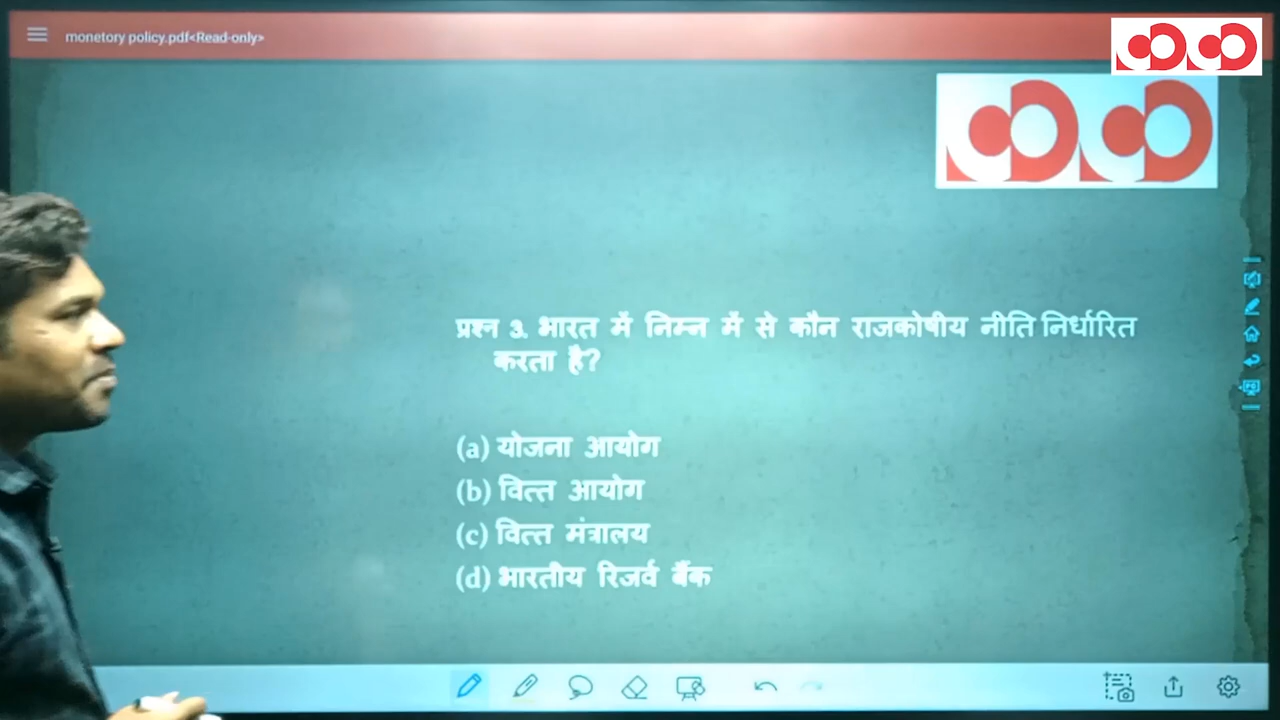 monetory policy.pdf<Read-only>
प्रश्न 3. भारत में निम्न में से कौन राजकोषीय नीति निर्धारित
करता है?
(a) योजना आयोग
(b) वित्त आयोग
(c) वित्त मंत्रालय
(d) भारतीय रिजर्व बैंक